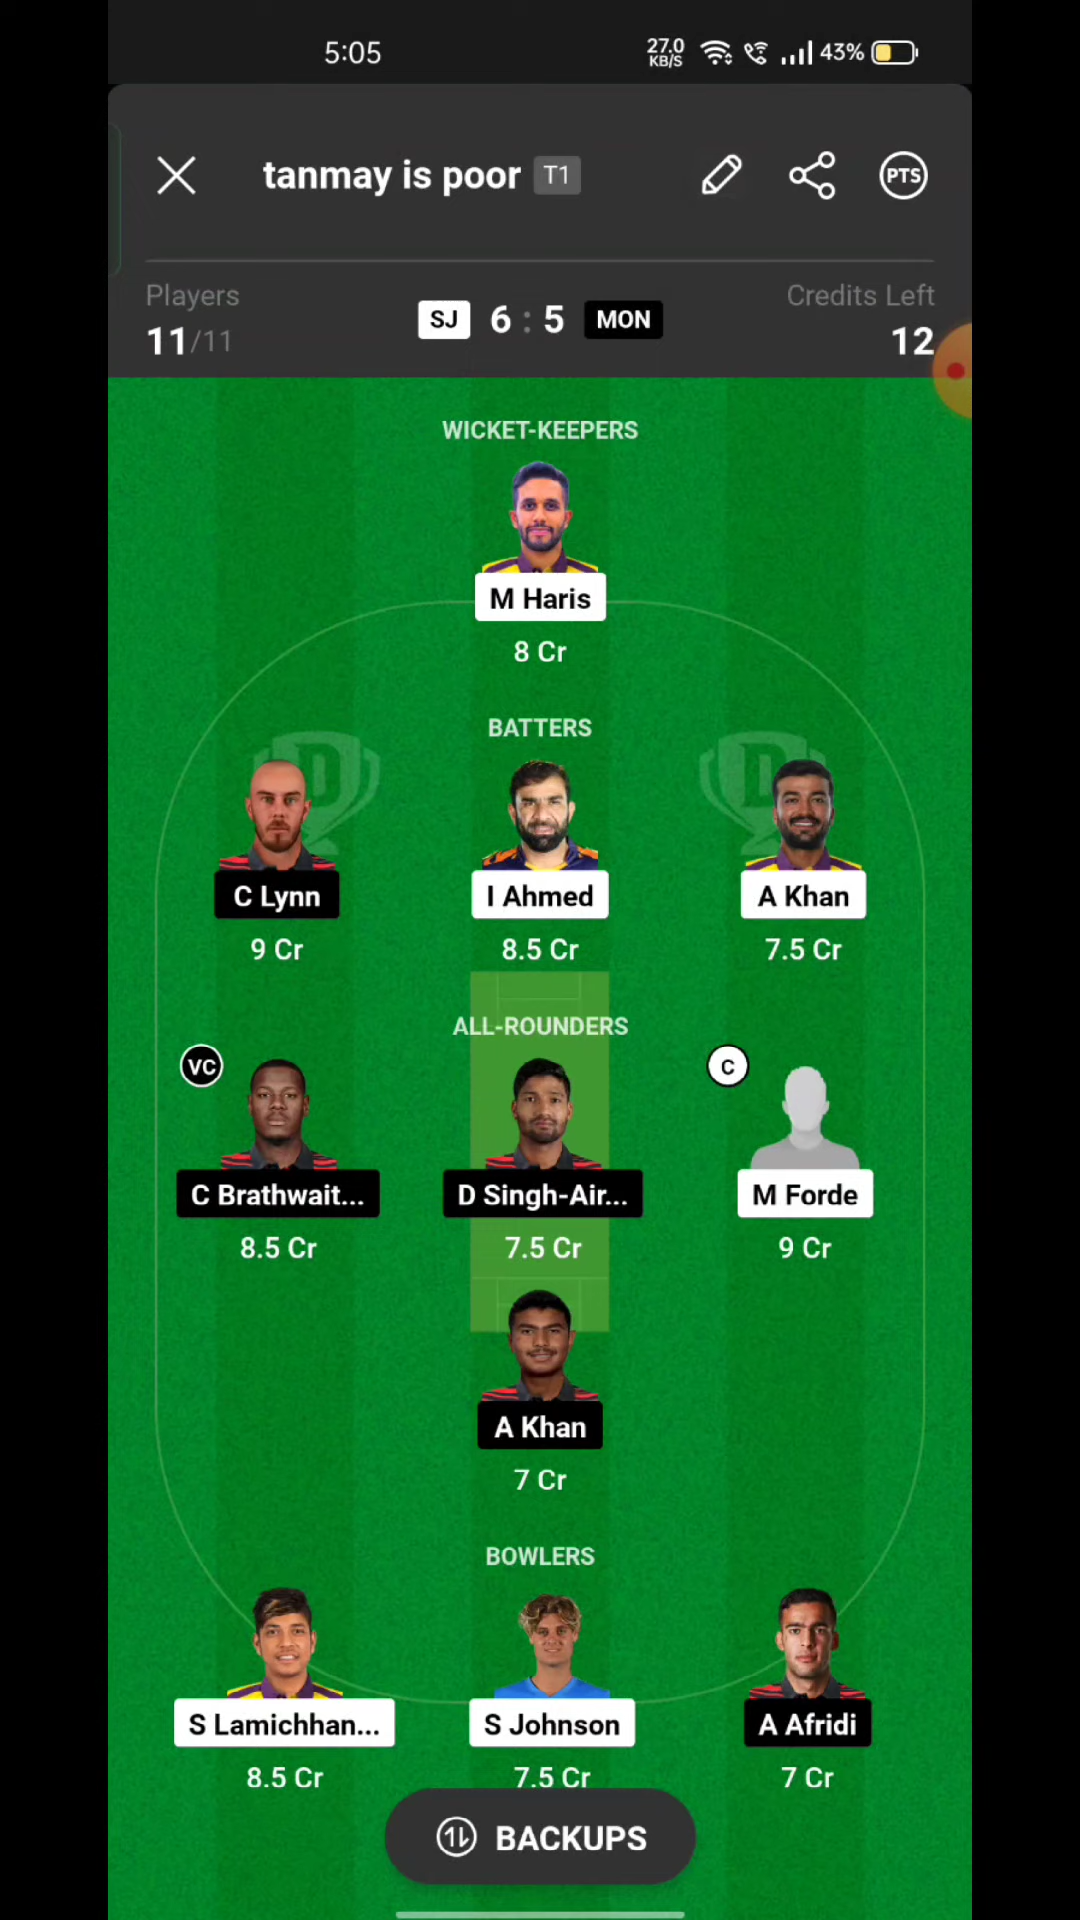 5:05
27.0
KB/S
43%
tanmay is poor T1
PTS
Players
Credits Left
SJ 6 : 5 MON
11/11
12
WICKET-KEEPERS
M Haris
8 Cr
BATTERS
C Lynn
I Ahmed
A Khan
9 Cr
8.5 Cr
7.5 Cr
ALL-ROUNDERS
VC
C
C Brathwait...
D Singh-Air...
M Forde
8.5 Cr
7.5 Cr
9 Cr
A Khan
7 Cr
BOWLERS
S Lamichhan...
S Johnson
A Afridi
8.5 Cr
7.5 Cr
7 Cr
BACKUPS